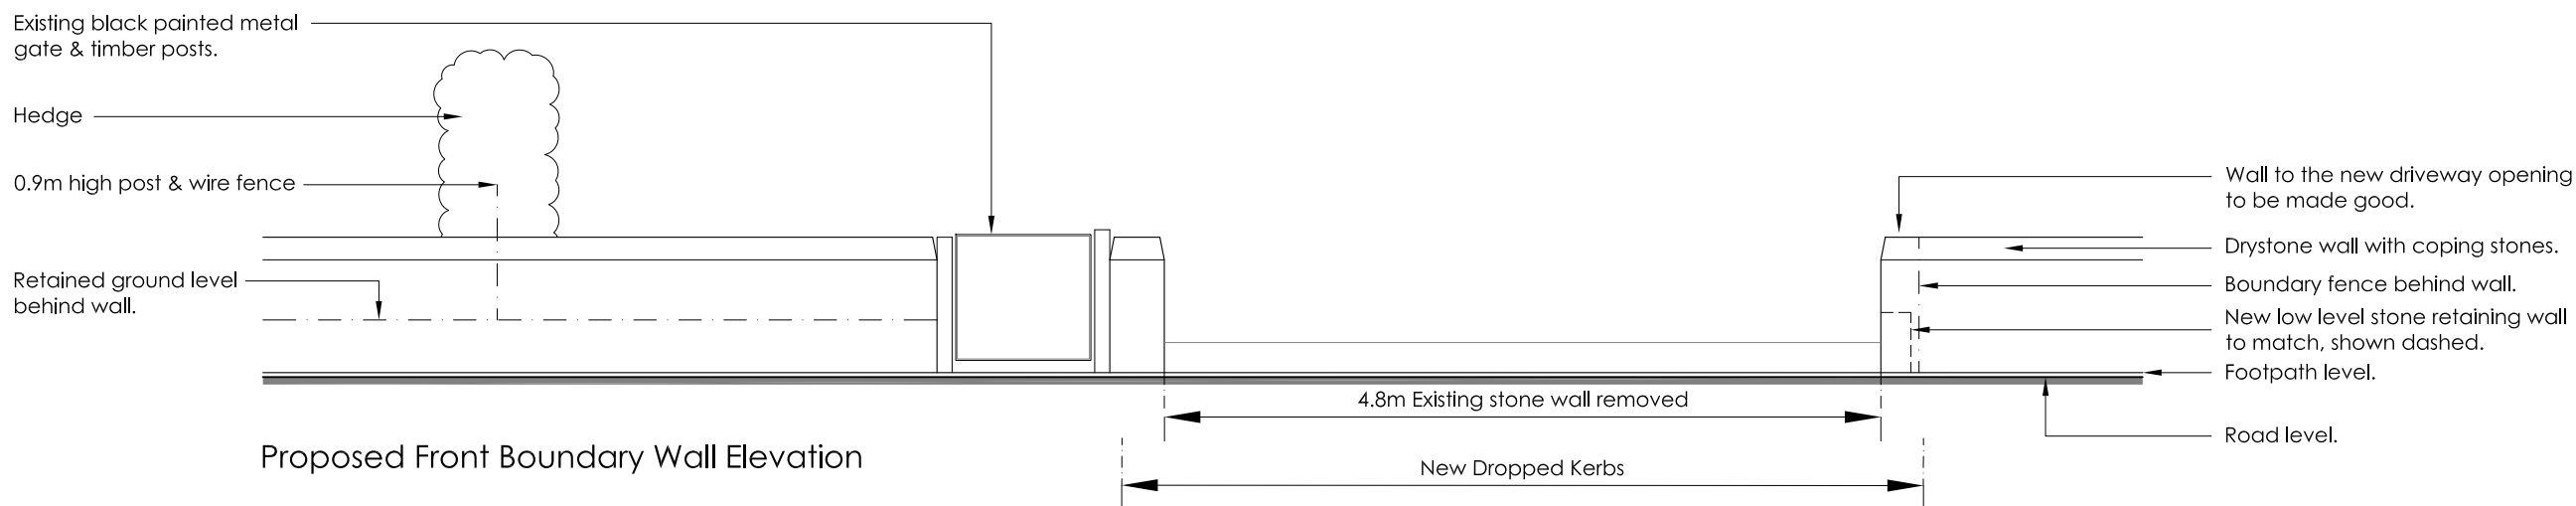 Existing black painted metal
gate & timber posts.
Hedge
0.9m high post & wire fence
Retained ground level
behind wall.
Wall to the new driveway opening
to be made good.
Drystone wall with coping stones.
Boundary fence behind wall.
New low level stone retaining wall
to match, shown dashed.
Footpath level.
Road level.
4.8m Existing stone wall removed
New Dropped Kerbs
Proposed Front Boundary Wall Elevation